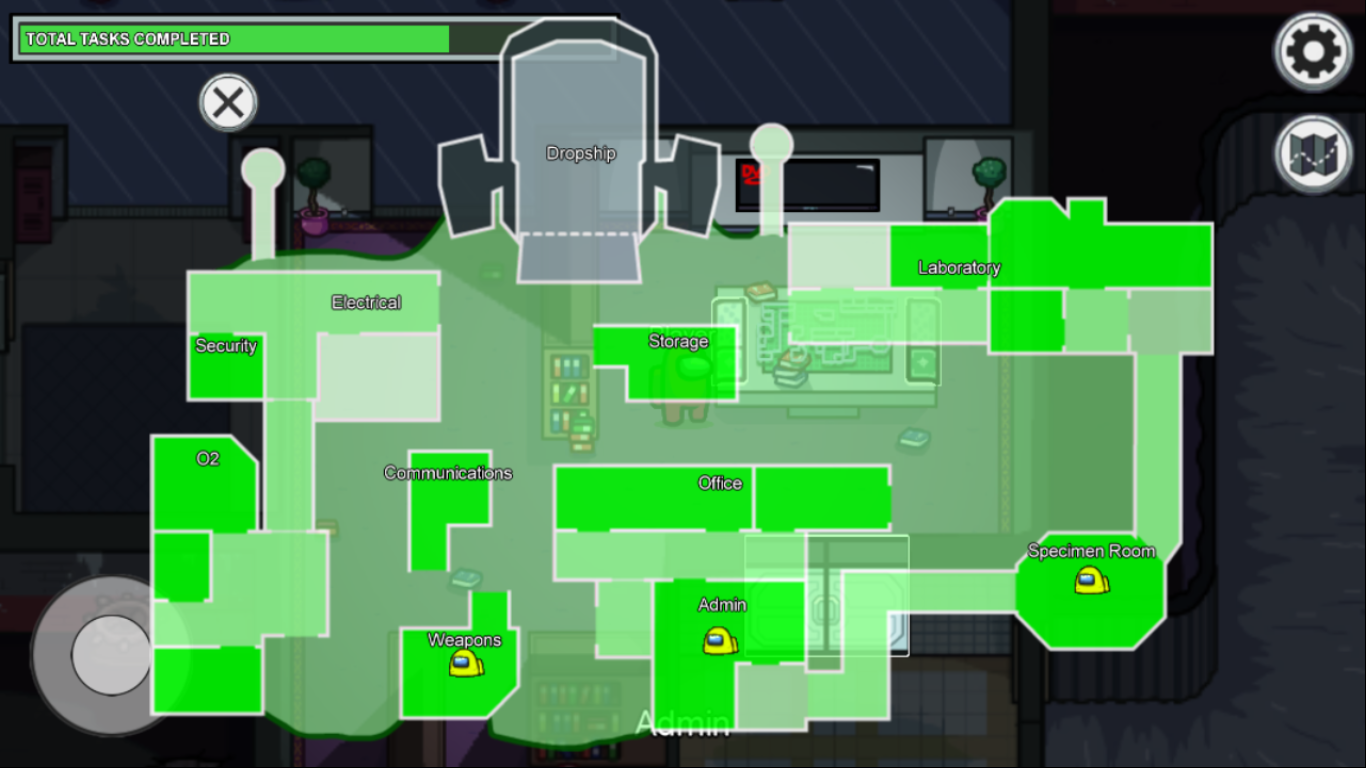 TOTAL TASKS COMPLETED
Dropship
Laboratory
Electrical
Storage
Security
O2
Communications
Office
Specimen Room
Admin
Weapons
Admin